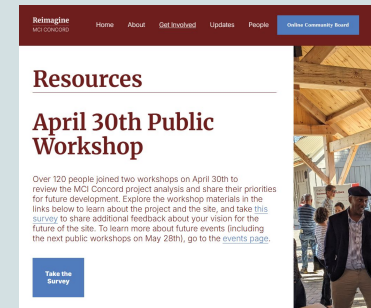 Reimagine
MCI CONCORD
Home About Get Involved Updates People Online Community Board
Resources
April 30th Public
Workshop
Over 120 people joined two workshops on April 30th to
review the MCI Concord project analysis and share their priorities
for future development. Explore the workshop materials in the
links below to learn about the project and the site, and take this
survey to share additional feedback about your vision for the
future of the site. To learn more about future events (including
the next public workshops on May 28th), go to the events page.
Take the
Survey